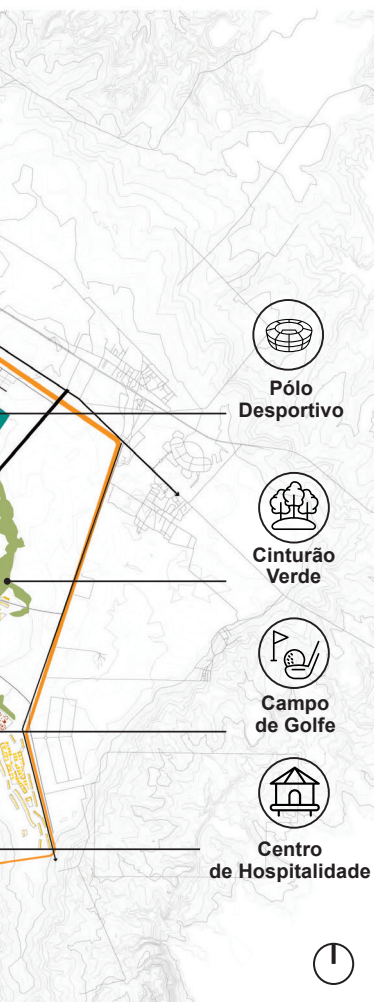 Pólo
Desportivo
Cinturão
Verde
Campo
de Golfe
Centro
de Hospitalidade